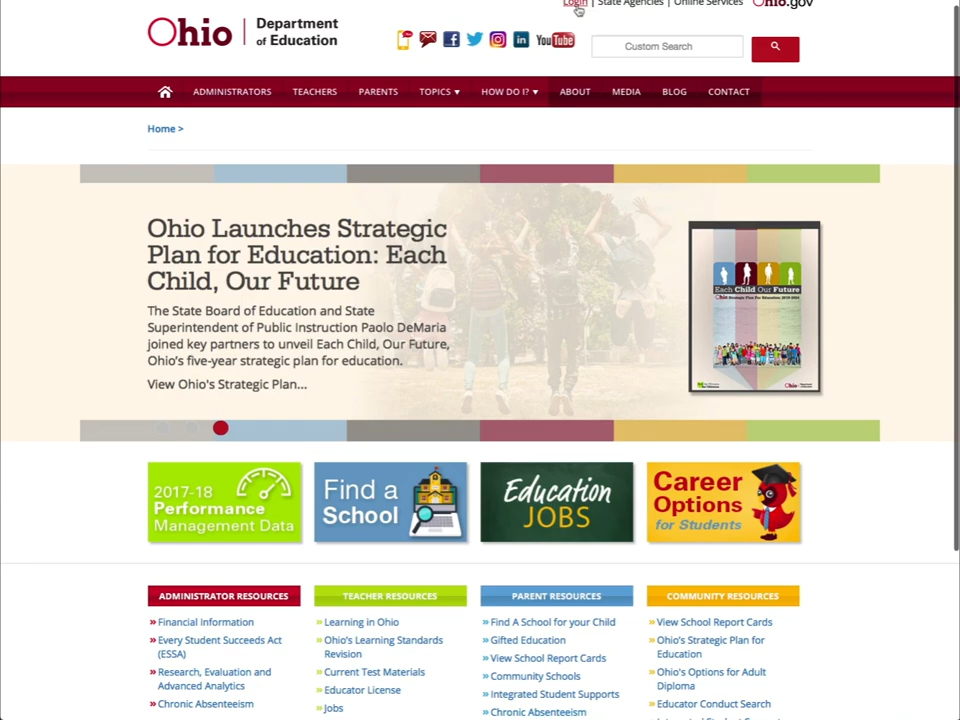 Login | State Agencies | Online Services Ohio.gov
Ohio | Department of Education
You Tube
Custom Search
ADMINISTRATORS TEACHERS PARENTS TOPICS ▼ HOW DO I? ▼ ABOUT MEDIA BLOG CONTACT
Home >
Ohio Launches Strategic
Plan for Education: Each
Child, Our Future
The State Board of Education and State
Superintendent of Public Instruction Paolo DeMaria
joined key partners to unveil Each Child, Our Future,
Ohio's five-year strategic plan for education.
View Ohio's Strategic Plan...
Each Child Our Future
2017-18
Performance
Management Data
Find a
School
Education
JOBS
Career
Options
for Students
ADMINISTRATOR RESOURCES
» Financial Information
» Every Student Succeeds Act
(ESSA)
» Research, Evaluation and
Advanced Analytics
» Chronic Absenteeism
TEACHER RESOURCES
» Learning in Ohio
» Ohio's Learning Standards
Revision
» Current Test Materials
» Educator License
» Jobs
PARENT RESOURCES
» Find A School for your Child
» Gifted Education
» View School Report Cards
» Community Schools
» Integrated Student Supports
» Chronic Absenteeism
COMMUNITY RESOURCES
» View School Report Cards
» Ohio's Strategic Plan for
Education
» Ohio's Options for Adult
Diploma
» Educator Conduct Search